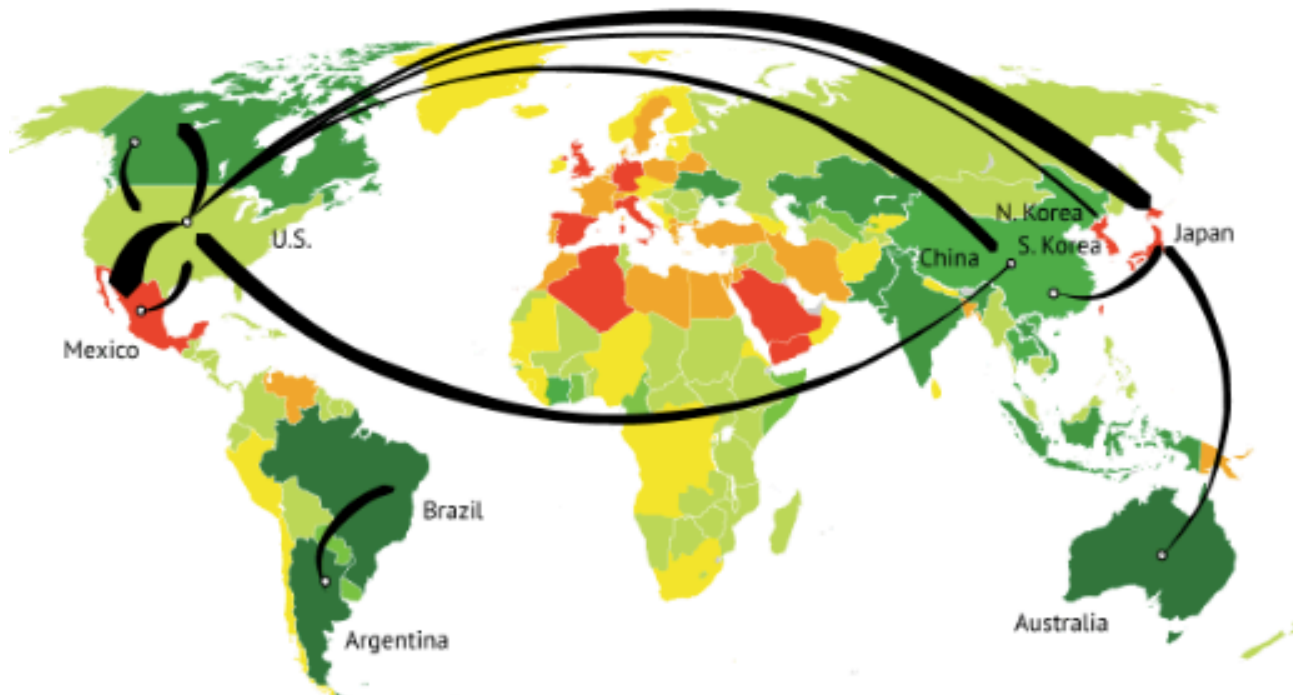 N. Korea
U.S.
Japan
China
S. Korea
Mexico
Brazil
Australia
Argentina